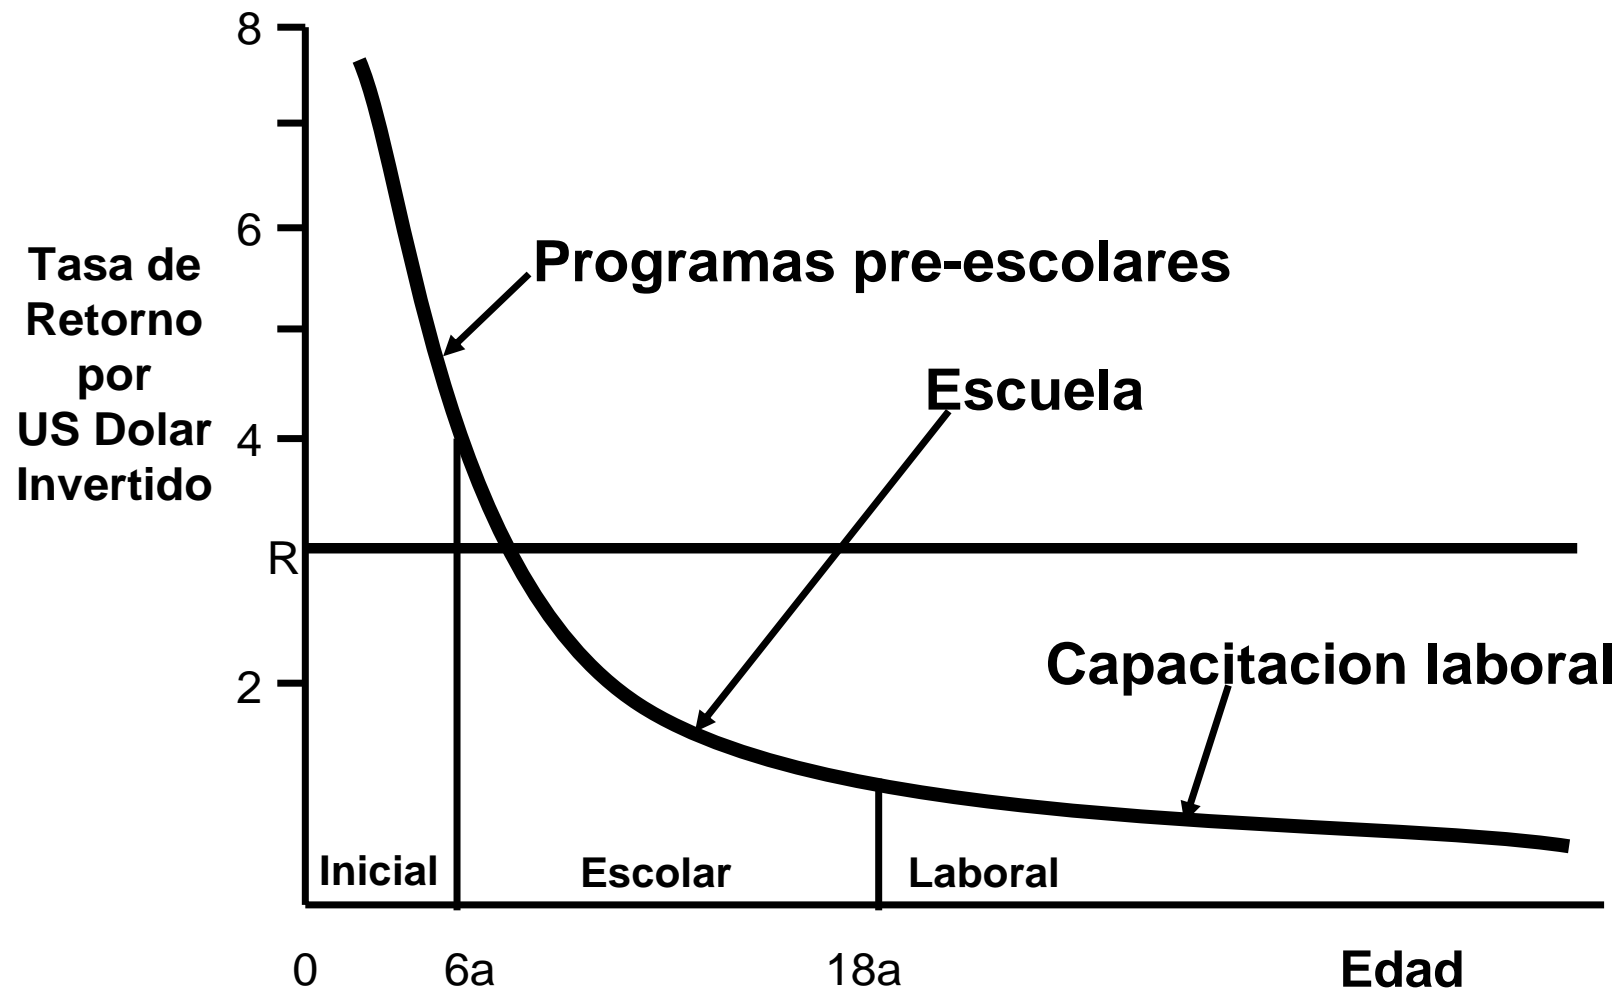 8
6
4
R
2
Tasa de
Retorno
por
US Dolar
Invertido
Programas pre-escolares
Escuela
Capacitacion laboral
Inicial
Escolar
Laboral
0
6a
18a
Edad